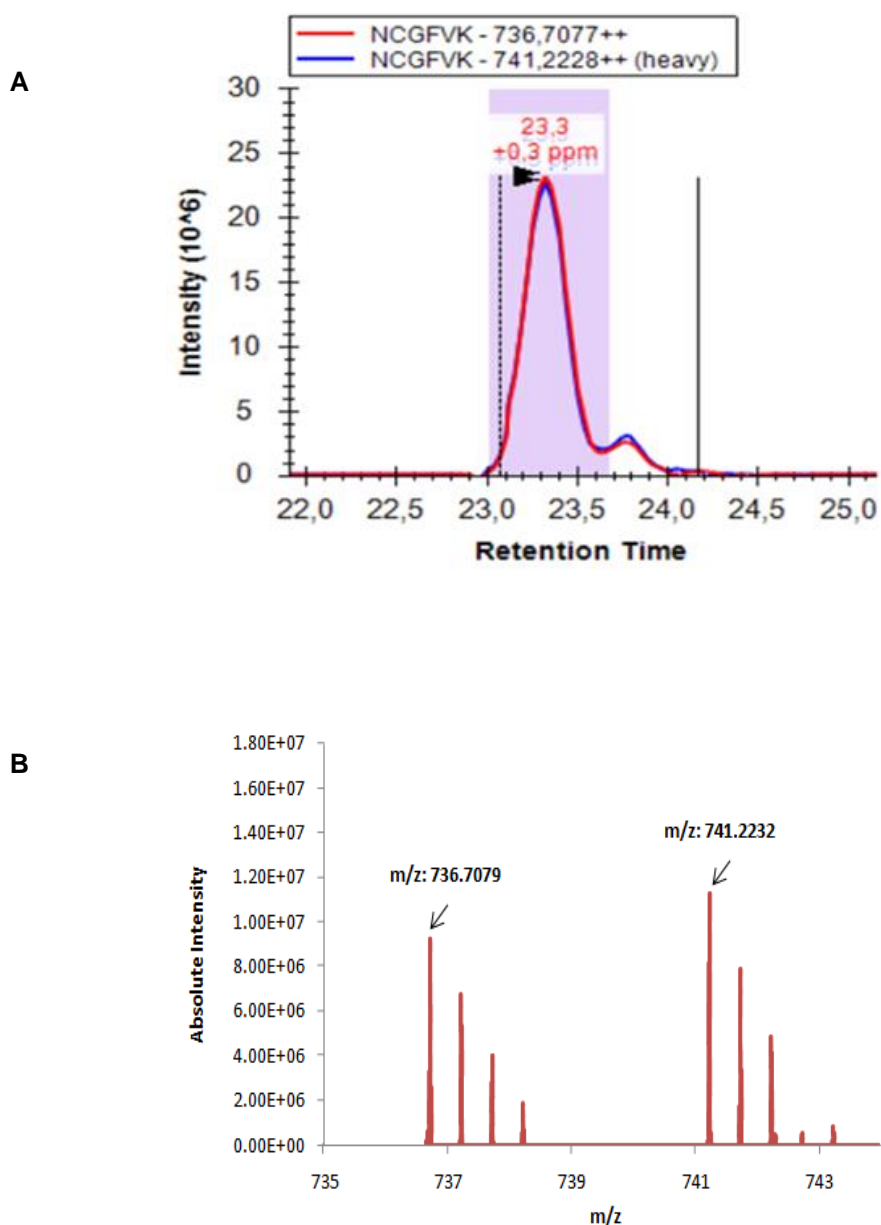 NCGFVK - 736,7077++
NCGFVK - 741,2228++ (heavy)
A
30
25
20
15
10
5
0
Intensity (10^6)
23,3
+0,3 ppm
22,0 22,5 23,0 23,5 24,0 24,5 25,0
Retention Time
B
1.80E+07
1.60E+07
1.40E+07
1.20E+07
1.00E+07
8.00E+06
6.00E+06
4.00E+06
2.00E+06
0.00E+00
Absolute Intensity
m/z: 736.7079
m/z: 741.2232
735 737 739 741 743
m/z